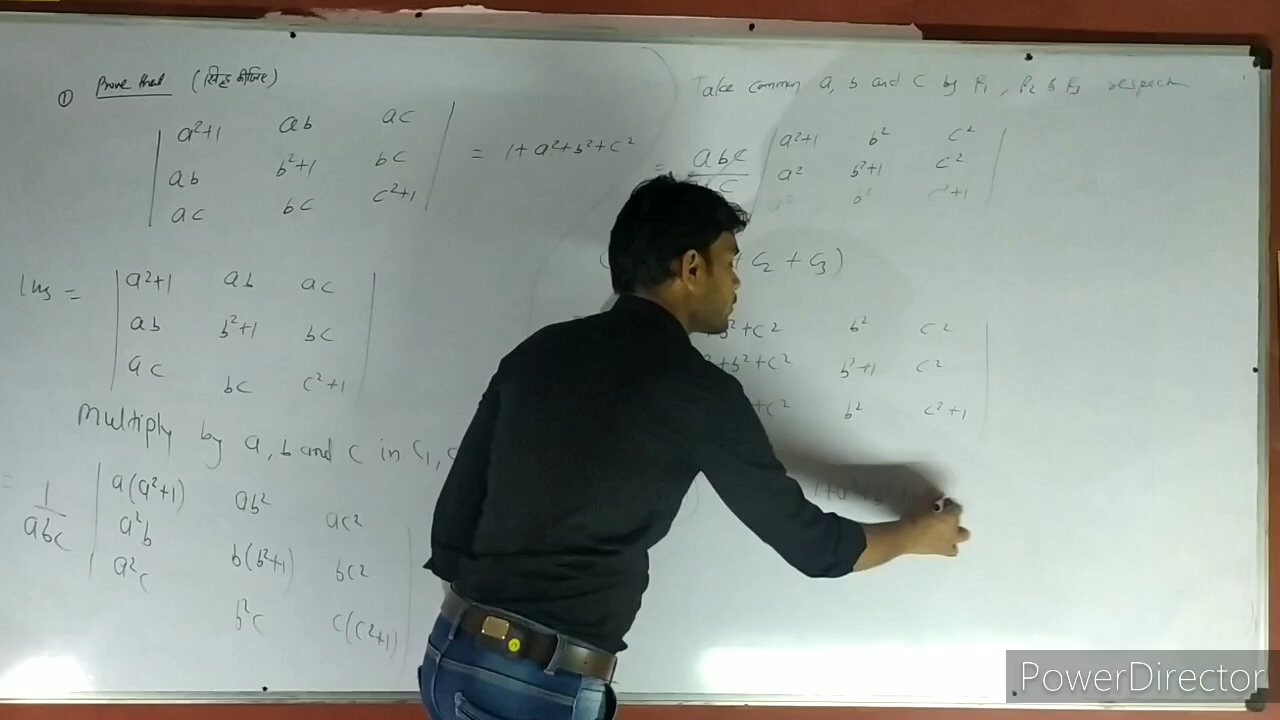 ① Prove that (सिद्ध कीजिए)
a²+1 ab ac
ab b²+1 bc = 1+a²+b²+c²
ac bc c²+1
LHS =
a²+1 ab ac
ab b²+1 bc
ac bc c²+1
Multiply by a, b and c in C₁,
= 1/abc
a(a²+1) ab² ac²
a²b b(b²+1) bc²
a²c b²c c(c²+1)
Take common a, b and c by R₁, R₂ & R₃
= abc
a²+1 b² c²
a² b²+1 c²
a² b² c²+1
C₂ + C₃)
b²+c² b² c²
+b²+c² b²+1 c²
+c² b² c²+1
PowerDirector